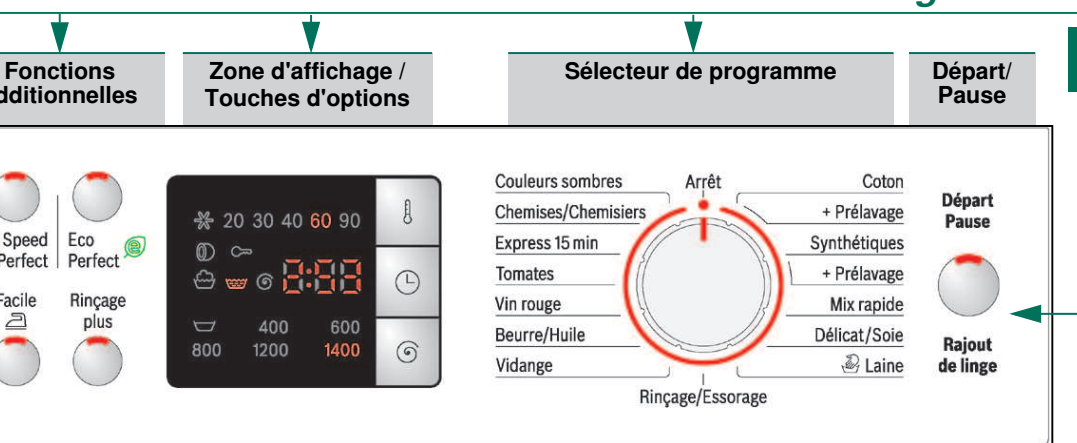 Fonctions
additionnelles
Zone d'affichage /
Touches d'options
Sélecteur de programme
Départ/
Pause
Speed
Perfect
Eco
Perfect
Facile
Rinçage
plus
20 30 40 60 90
2:53
400 600
800 1200 1400
Couleurs sombres
Chemises/Chemisiers
Express 15 min
Tomates
Vin rouge
Beurre/Huile
Vidange
Arrêt
Rinçage/Essorage
Coton
+ Prélavage
Synthétiques
+ Prélavage
Mix rapide
Délicat/Soie
Laine
Départ
Pause
Rajout
de linge